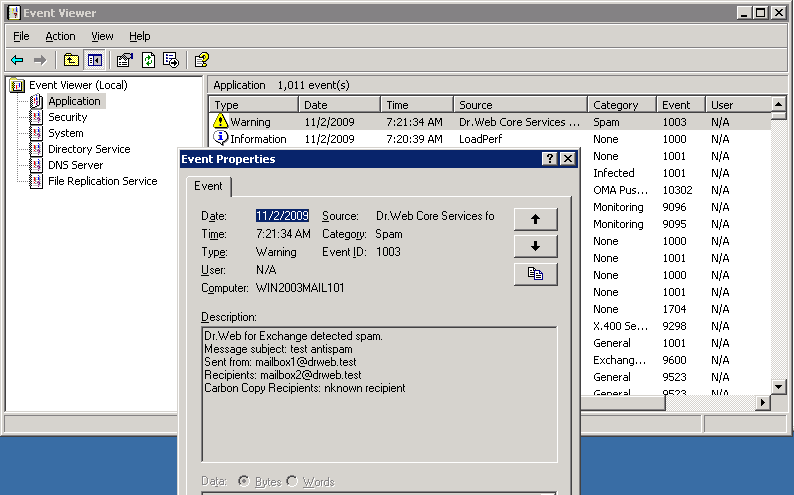 Event Viewer
File Action View Help
Event Viewer (Local)
Application
Security
System
Directory Service
DNS Server
File Replication Service
Application 1,011 event(s)
Type Date Time Source Category Event User
Warning 11/2/2009 7:21:34 AM Dr.Web Core Services ... Spam 1003 N/A
Information 11/2/2009 7:20:39 AM LoadPerf None 1000 N/A
None 1001 N/A
Infected 1001 N/A
OMA Pus... 10302 N/A
Monitoring 9096 N/A
Monitoring 9095 N/A
None 1000 N/A
None 1001 N/A
None 1000 N/A
None 1001 N/A
None 1704 N/A
X.400 Se... 9298 N/A
General 1001 N/A
Exchang... 9600 N/A
General 9523 N/A
General 9523 N/A
Event Properties
Event
Date: 11/2/2009 Source: Dr.Web Core Services fo
Time: 7:21:34 AM Category: Spam
Type: Warning Event ID: 1003
User: N/A
Computer: WIN2003MAIL101
Description:
Dr.Web for Exchange detected spam.
Message subject: test antispam
Sent from: mailbox1@drweb.test
Recipients: mailbox2@drweb.test
Carbon Copy Recipients: nknown recipient
Data: Bytes Words